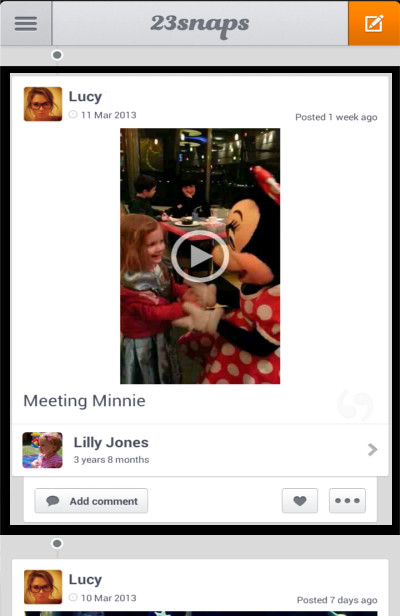 23snaps
Lucy
11 Mar 2013
Posted 1 week ago
Meeting Minnie
Lilly Jones
3 years 8 months
Add comment
Lucy
10 Mar 2013
Posted 7 days ago